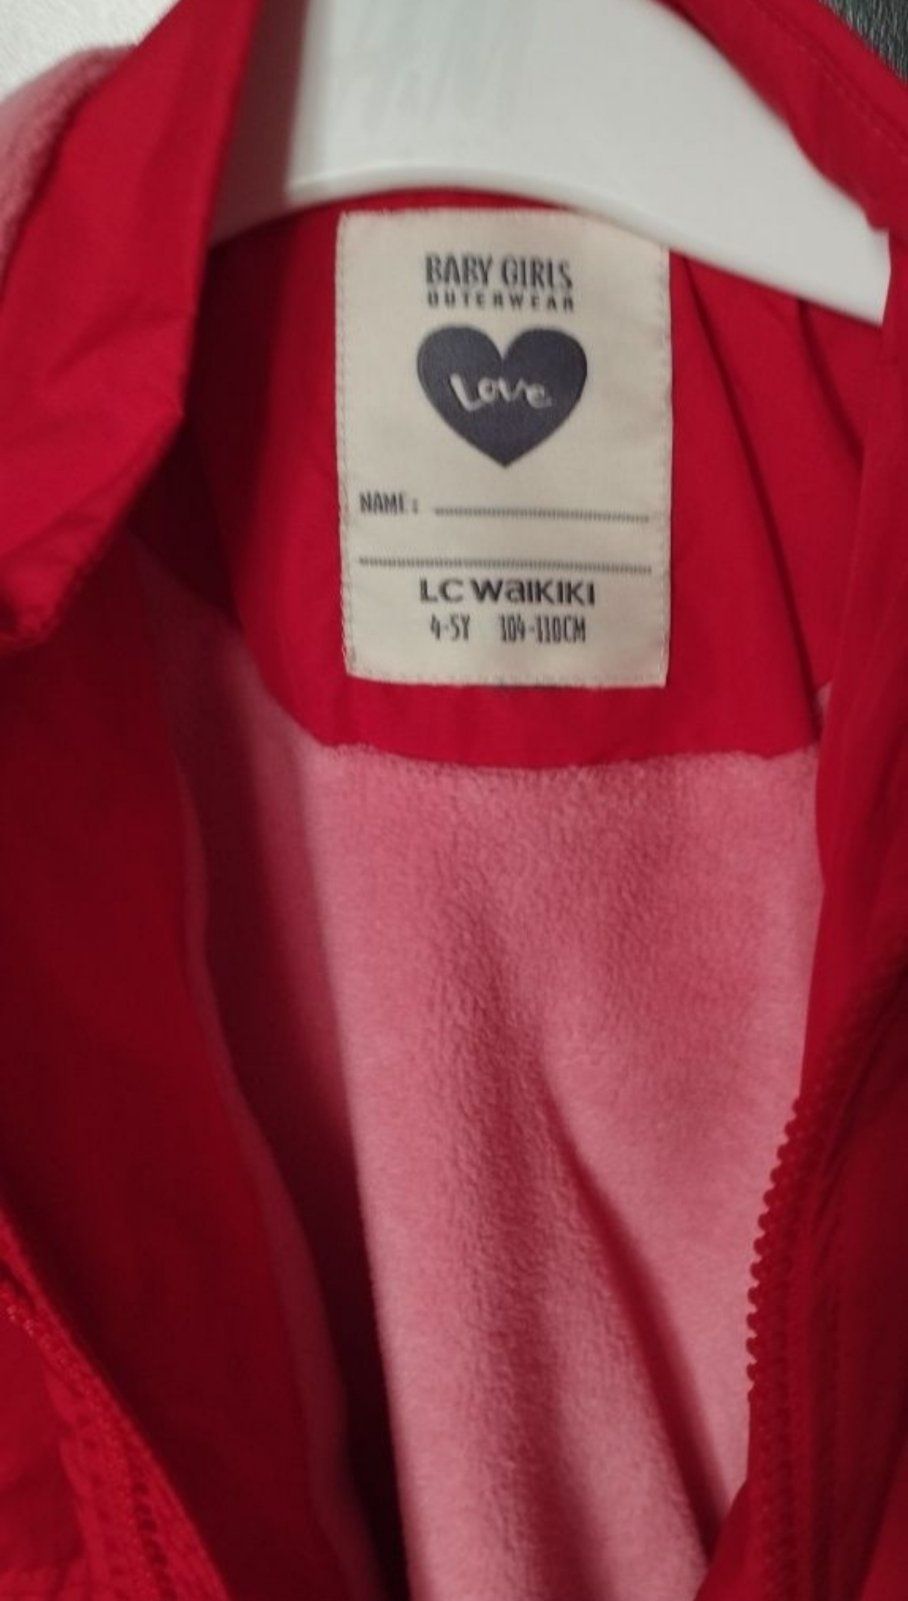 BABY GIRLS
OUTERWEAR
Love
NAME:
LC WaIKIKI
4-5Y 104-110CM